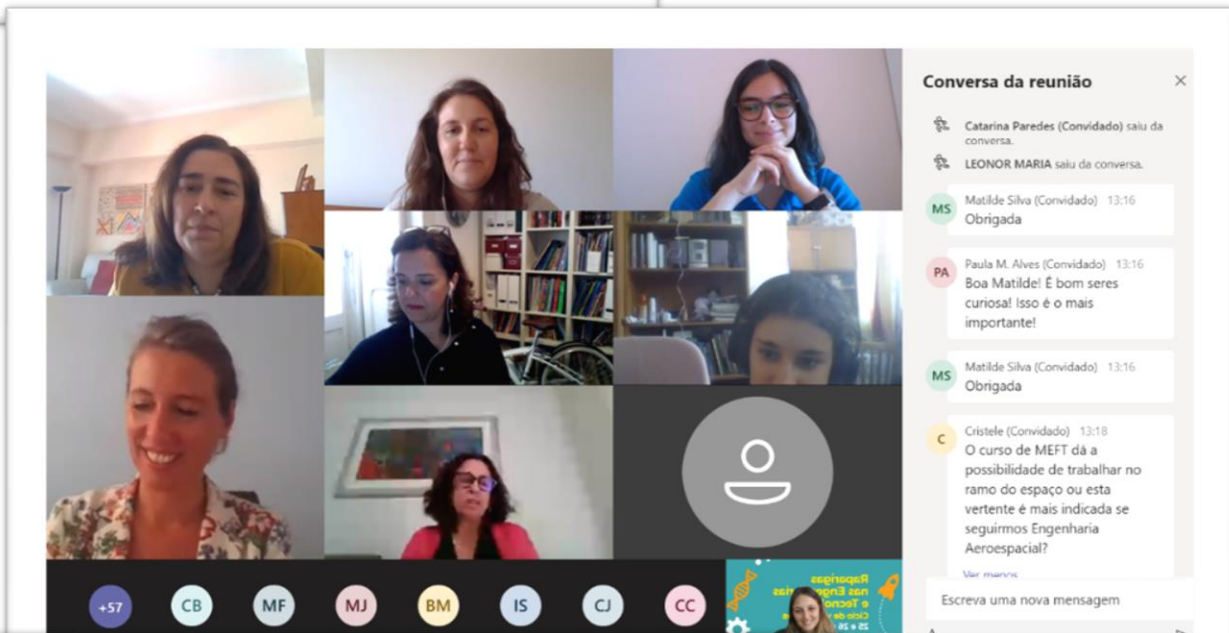 Conversa da reunião
Catarina Paredes (Convidado) saiu da
conversa.
LEONOR MARIA saiu da conversa.
MS
Matilde Silva (Convidado) 13:16
Obrigada
PA
Paula M. Alves (Convidado) 13:16
Boa Matilde! É bom seres
curiosa! Isso é o mais
importante!
MS
Matilde Silva (Convidado) 13:16
Obrigada
C
Cristele (Convidado) 13:18
O curso de MEFT dá a
possibilidade de trabalhar no
ramo do espaço ou esta
vertente é mais indicada se
seguirmos Engenharia
Aeroespacial?
Ver menos
Escreva uma nova mensagem
+57
CB
MF
MJ
BM
IS
CJ
CC
Raparigas
nas
e
Ciclo de
25 e 26